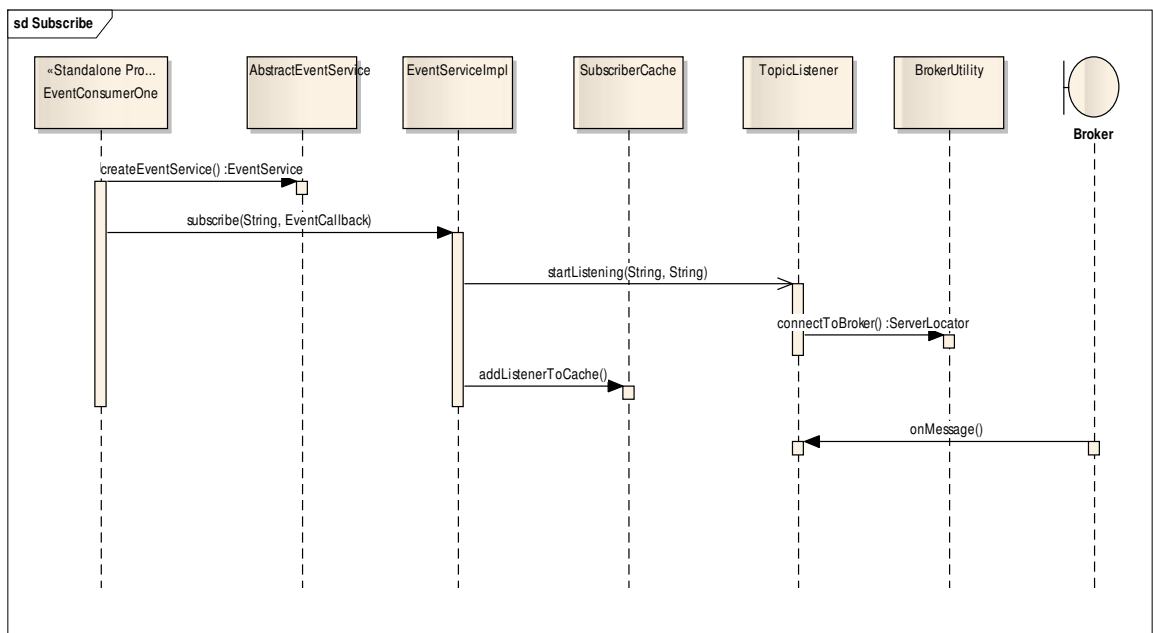 sd Subscribe
«Standalone Pro...
EventConsumerOne
AbstractEventService
EventServiceImpl
SubscriberCache
TopicListener
BrokerUtility
Broker
createEventService() :EventService
subscribe(String, EventCallback)
startListening(String, String)
connectToBroker() :ServerLocator
addListenerToCache()
onMessage()